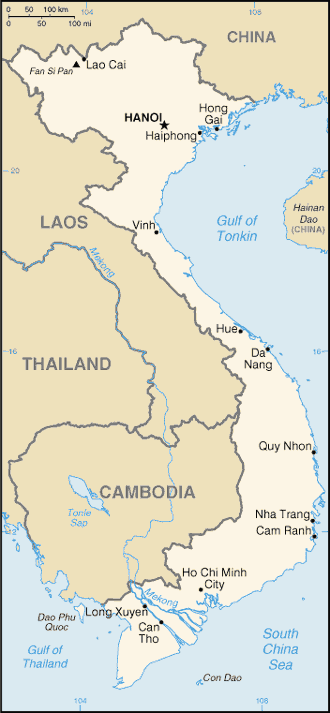 0 50 100 km
0 50 100 mi
104
108
CHINA
Lao Cai
Fan Si Pan
HANOI
Hong
Gai
Haiphong
20
20
Hainan
Dao
(CHINA)
LAOS
Vinh
Gulf of
Tonkin
Mekong
Hue
Da
Nang
16
16
THAILAND
Quy Nhon
CAMBODIA
Tonle
Sap
Nha Trang
Cam Ranh
12
Ho Chi Minh
City
Mekong
Long Xuyen
Can
Tho
Dao Phu
Quoc
Gulf of
Thailand
South
China
Sea
Con Dao
104
108